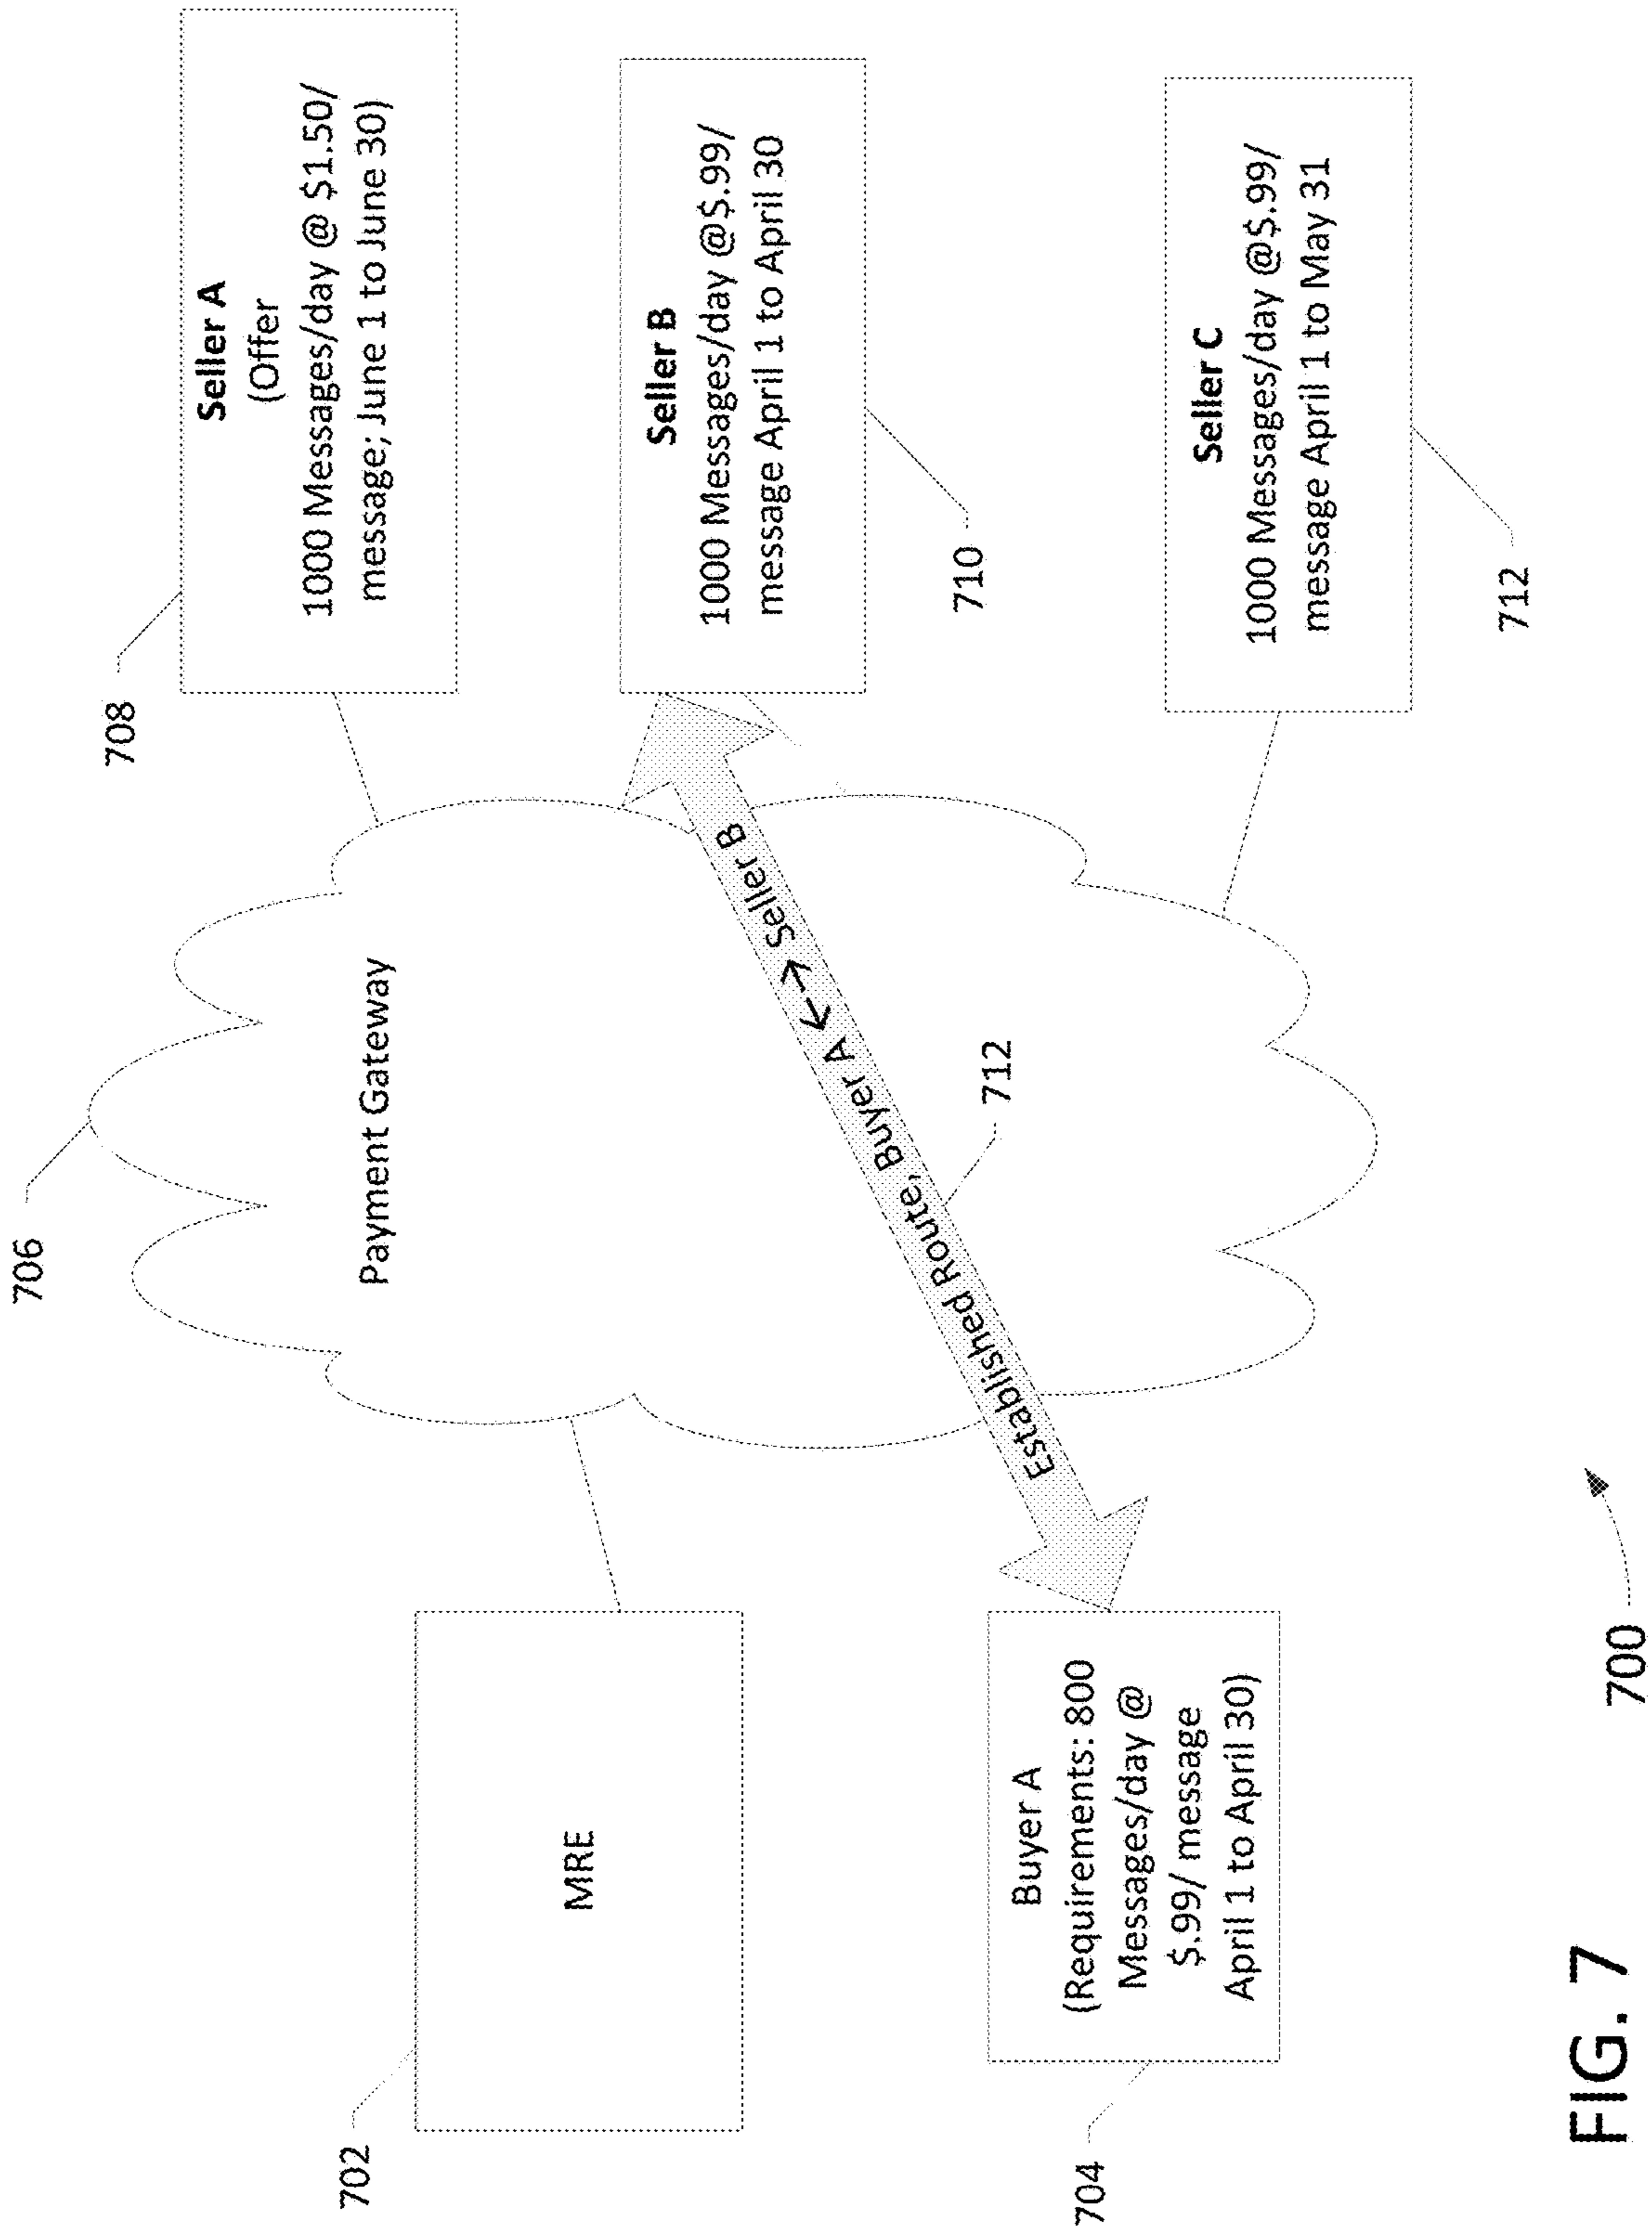 706
Payment Gateway
708
Seller A
(Offer
1000 Messages/day @ $1.50/
message; June 1 to June 30)
702
MRE
Seller B
1000 Messages/day @$.99/
message April 1 to April 30
710
Established Route, Buyer A ←→ Seller B
712
704
Buyer A
(Requirements: 800
Messages/day @
$.99/ message
April 1 to April 30)
Seller C
1000 Messages/day @$.99/
message April 1 to May 31
712
700
FIG. 7